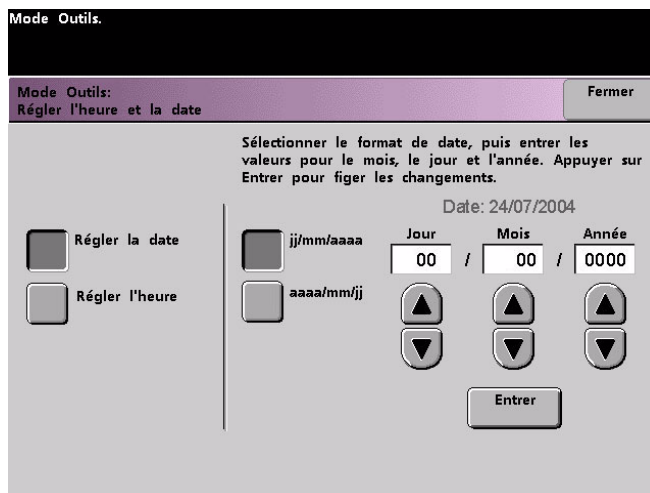 Mode Outils.
Mode Outils:
Régler l'heure et la date
Fermer
Sélectionner le format de date, puis entrer les
valeurs pour le mois, le jour et l'année. Appuyer sur
Entrer pour figer les changements.
Date: 24/07/2004
Régler la date
Régler l'heure
jj/mm/aaaa
aaaa/mm/jj
Jour Mois Année
00 / 00 / 0000
Entrer